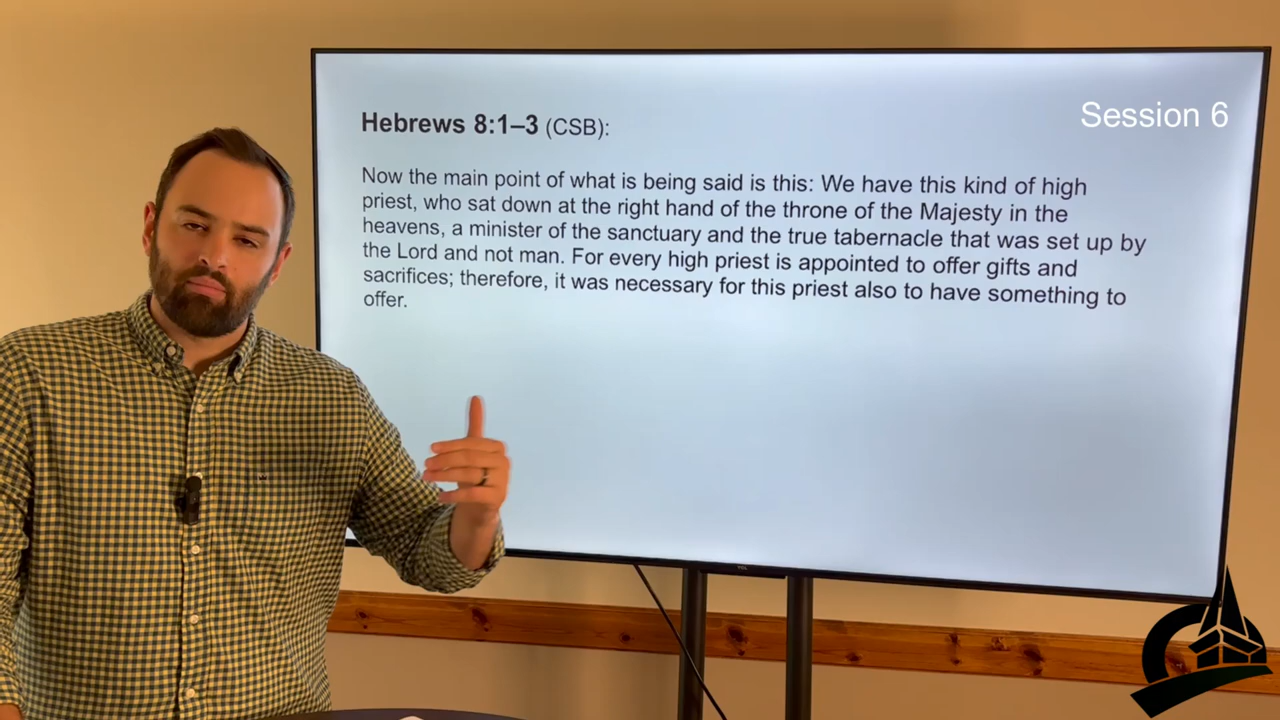 Session 6
Hebrews 8:1–3 (CSB):
Now the main point of what is being said is this: We have this kind of high
priest, who sat down at the right hand of the throne of the Majesty in the
heavens, a minister of the sanctuary and the true tabernacle that was set up by
the Lord and not man. For every high priest is appointed to offer gifts and
sacrifices; therefore, it was necessary for this priest also to have something to
offer.
TCL